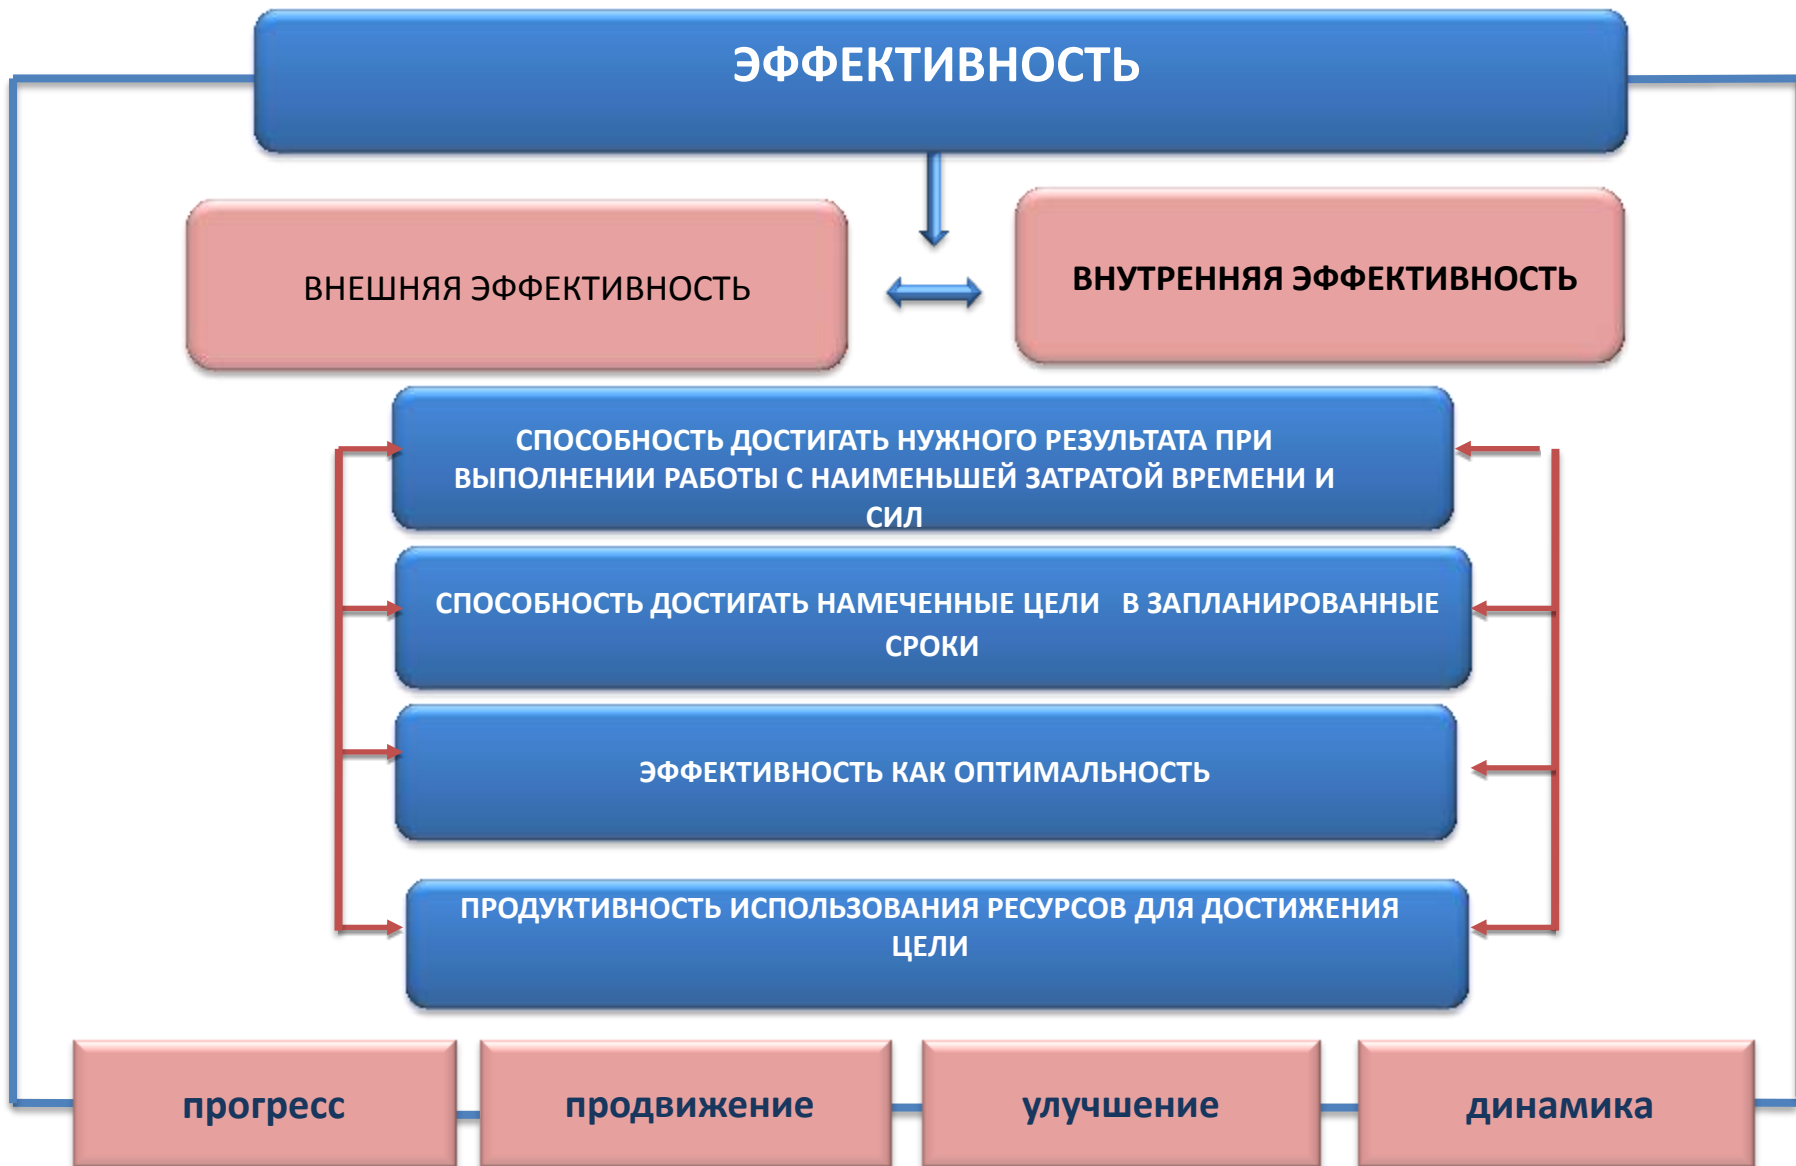 ЭФФЕКТИВНОСТЬ
ВНЕШНЯЯ ЭФФЕКТИВНОСТЬ
ВНУТРЕННЯЯ ЭФФЕКТИВНОСТЬ
СПОСОБНОСТЬ ДОСТИГАТЬ НУЖНОГО РЕЗУЛЬТАТА ПРИ
ВЫПОЛНЕНИИ РАБОТЫ С НАИМЕНЬШЕЙ ЗАТРАТОЙ ВРЕМЕНИ И
СИЛ
СПОСОБНОСТЬ ДОСТИГАТЬ НАМЕЧЕННЫЕ ЦЕЛИ В ЗАПЛАНИРОВАННЫЕ
СРОКИ
ЭФФЕКТИВНОСТЬ КАК ОПТИМАЛЬНОСТЬ
ПРОДУКТИВНОСТЬ ИСПОЛЬЗОВАНИЯ РЕСУРСОВ ДЛЯ ДОСТИЖЕНИЯ
ЦЕЛИ
прогресс
продвижение
улучшение
динамика